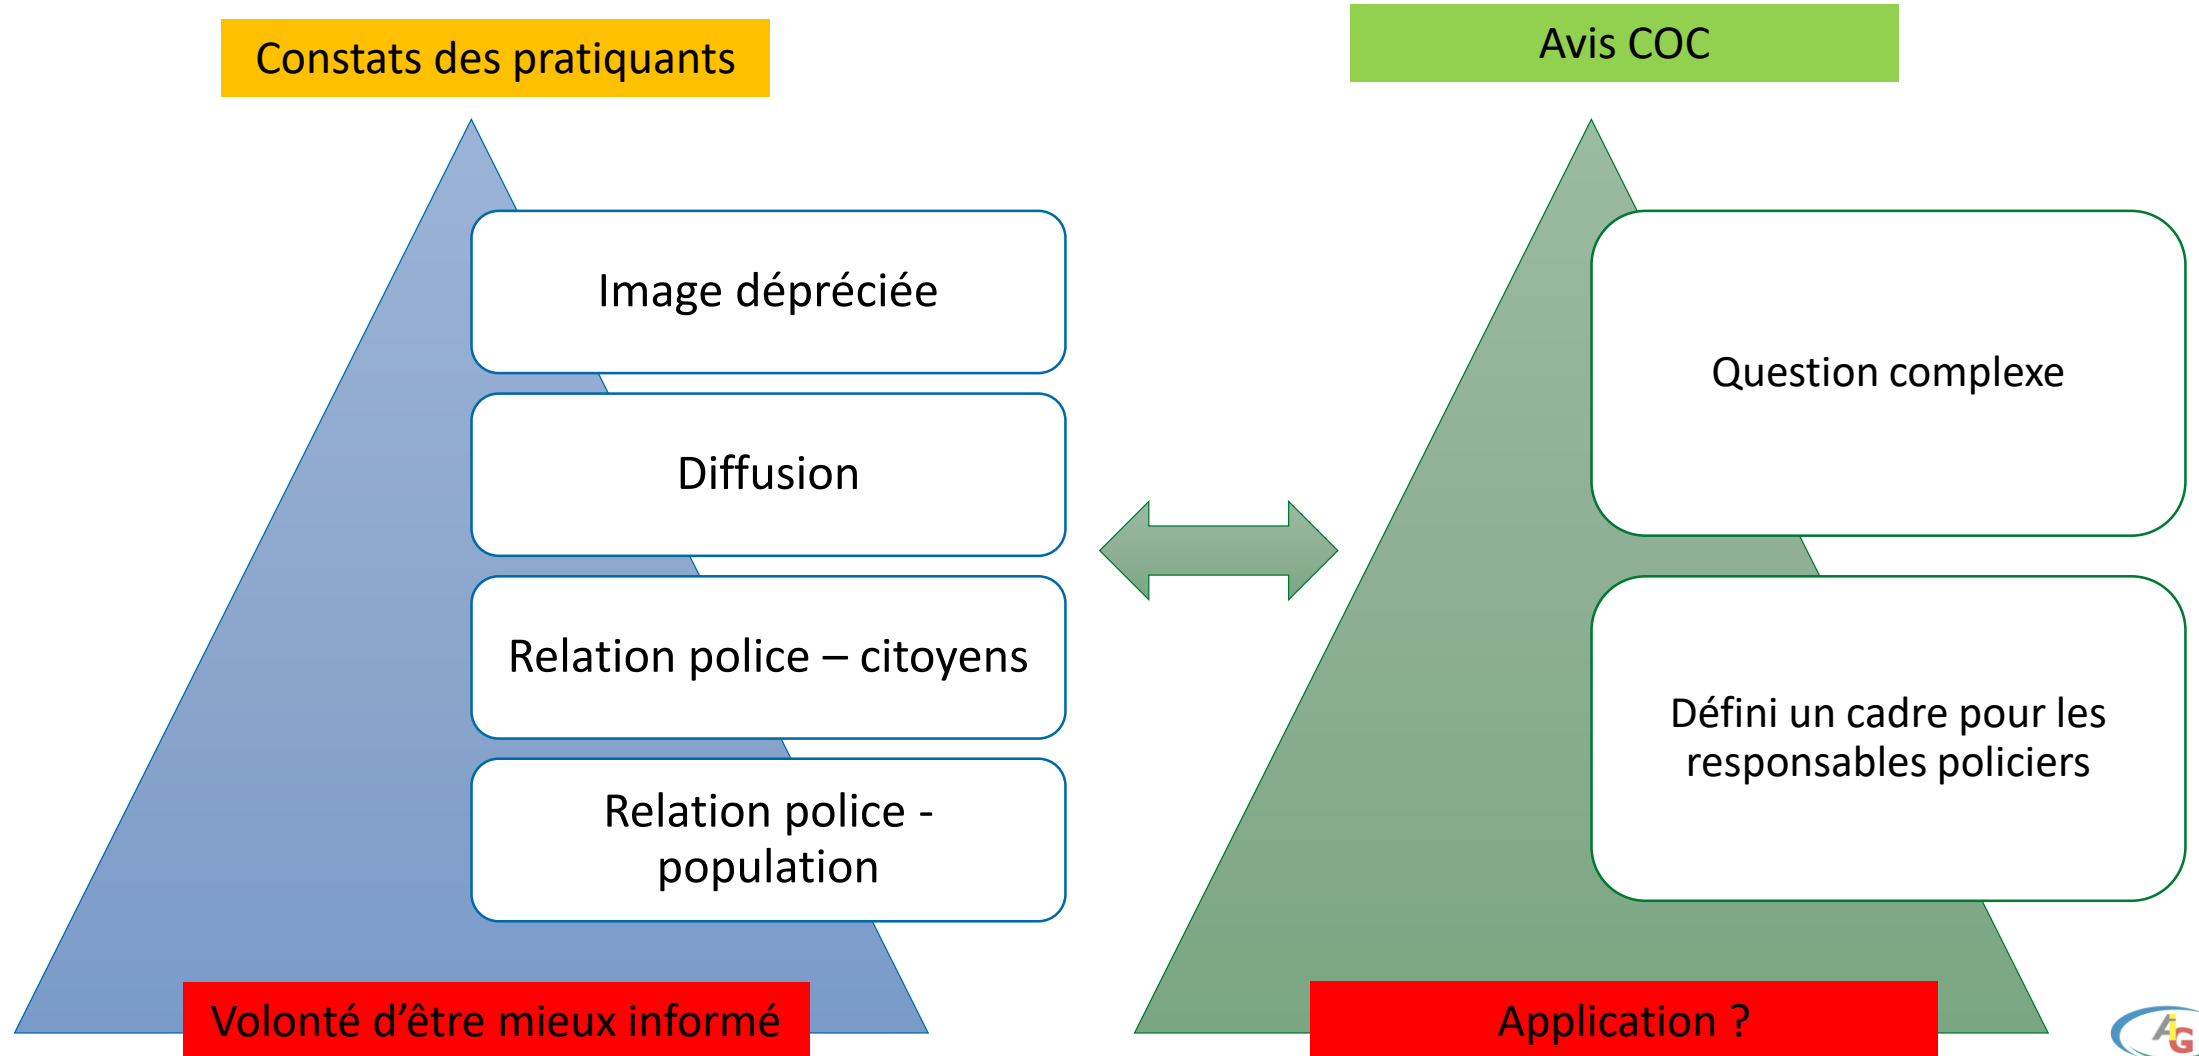 Constats des pratiquants
Image dépréciée
Diffusion
Relation police – citoyens
Relation police -
population
Volonté d’être mieux informé
Avis COC
Question complexe
Défini un cadre pour les
responsables policiers
Application ?
AIG